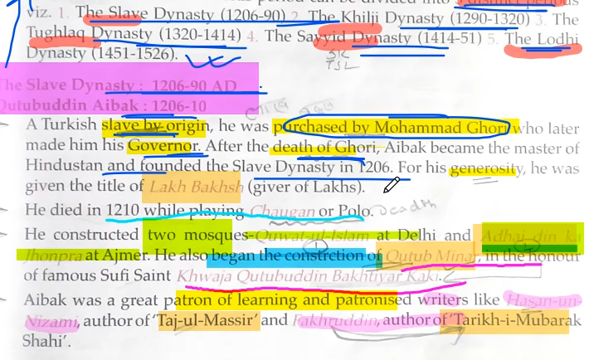 viz. 1. The Slave Dynasty (1206-90) 2. The Khilji Dynasty (1290-1320) 3. The
Tughlaq Dynasty (1320-1414) 4. The Sayyid Dynasty (1414-51) 5. The Lodhi
Dynasty (1451-1526).
The Slave Dynasty : 1206-90 AD
Qutubuddin Aibak : 1206-10
A Turkish slave by origin, he was purchased by Mohammad Ghori who later
made him his Governor. After the death of Ghori, Aibak became the master of
Hindustan and founded the Slave Dynasty in 1206. For his generosity, he was
given the title of Lakh Bakhsh (giver of Lakhs).
He died in 1210 while playing Chaugan or Polo. Death
He constructed two mosques-Quwat-ul-Islam at Delhi and Adhai din ka
Jhonpra at Ajmer. He also began the constrction of Qutub Minar, in the honour
of famous Sufi Saint Khwaja Qutubuddin Bakhtiyar Kaki.
Aibak was a great patron of learning and patronised writers like Hasan-un-
Nizami, author of 'Taj-ul-Massir' and Fakhruddin, author of 'Tarikh-i-Mubarak
Shahi'.